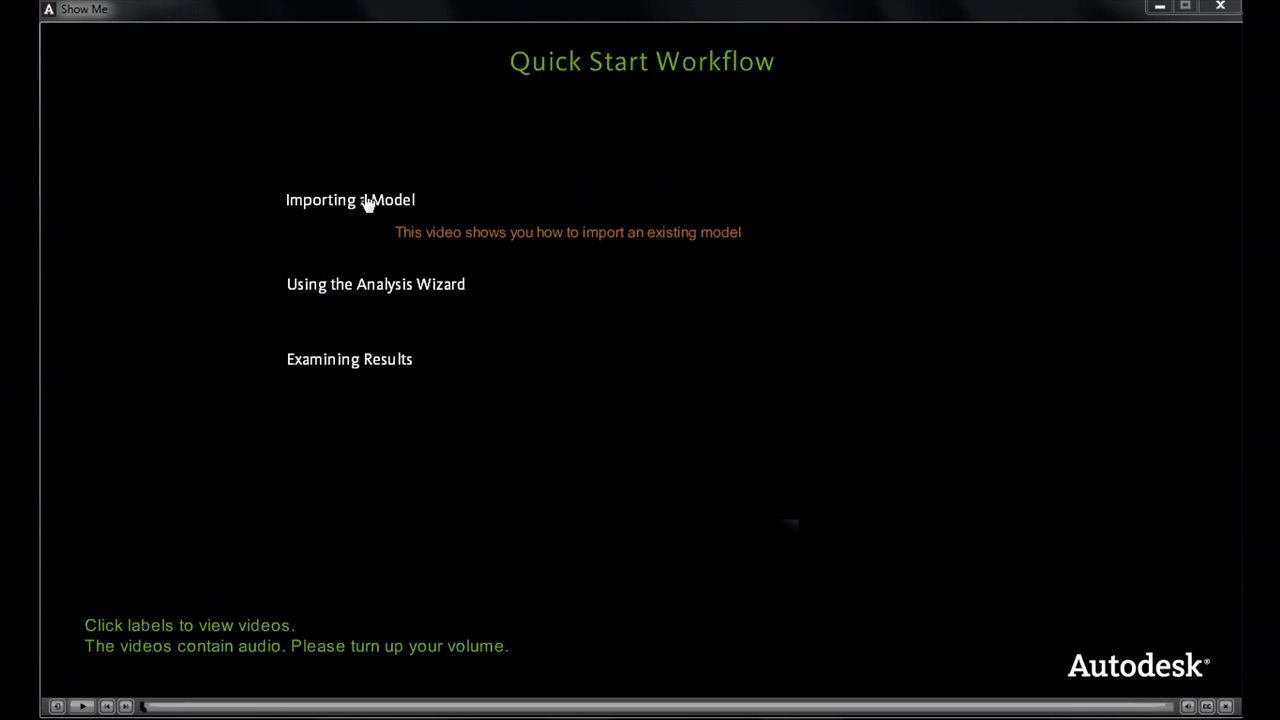 Show Me
Quick Start Workflow
Importing a Model
This video shows you how to import an existing model
Using the Analysis Wizard
Examining Results
Click labels to view videos.
The videos contain audio. Please turn up your volume.
Autodesk®
CC